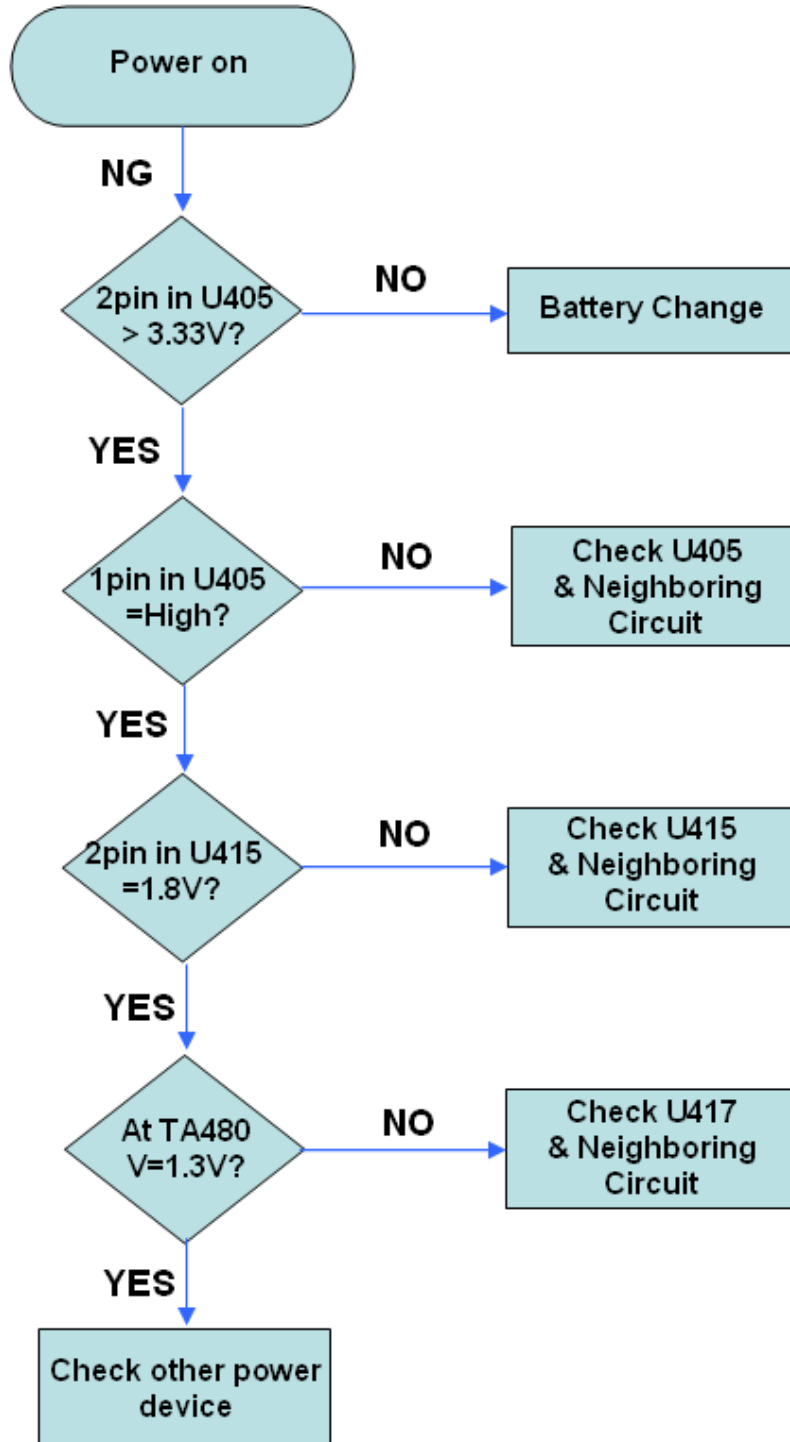 Power on
NG
2pin in U405
> 3.33V?
NO
Battery Change
YES
1pin in U405
=High?
NO
Check U405
& Neighboring
Circuit
YES
2pin in U415
=1.8V?
NO
Check U415
& Neighboring
Circuit
YES
At TA480
V=1.3V?
NO
Check U417
& Neighboring
Circuit
YES
Check other power
device